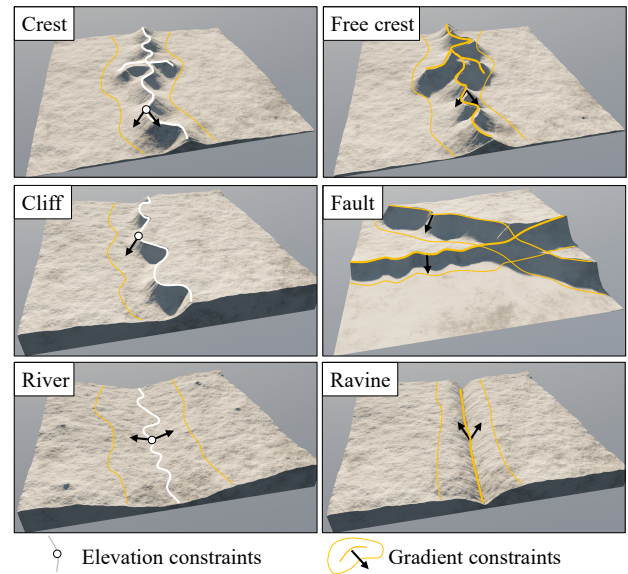 Crest
Free crest
Cliff
Fault
River
Ravine
Elevation constraints
Gradient constraints